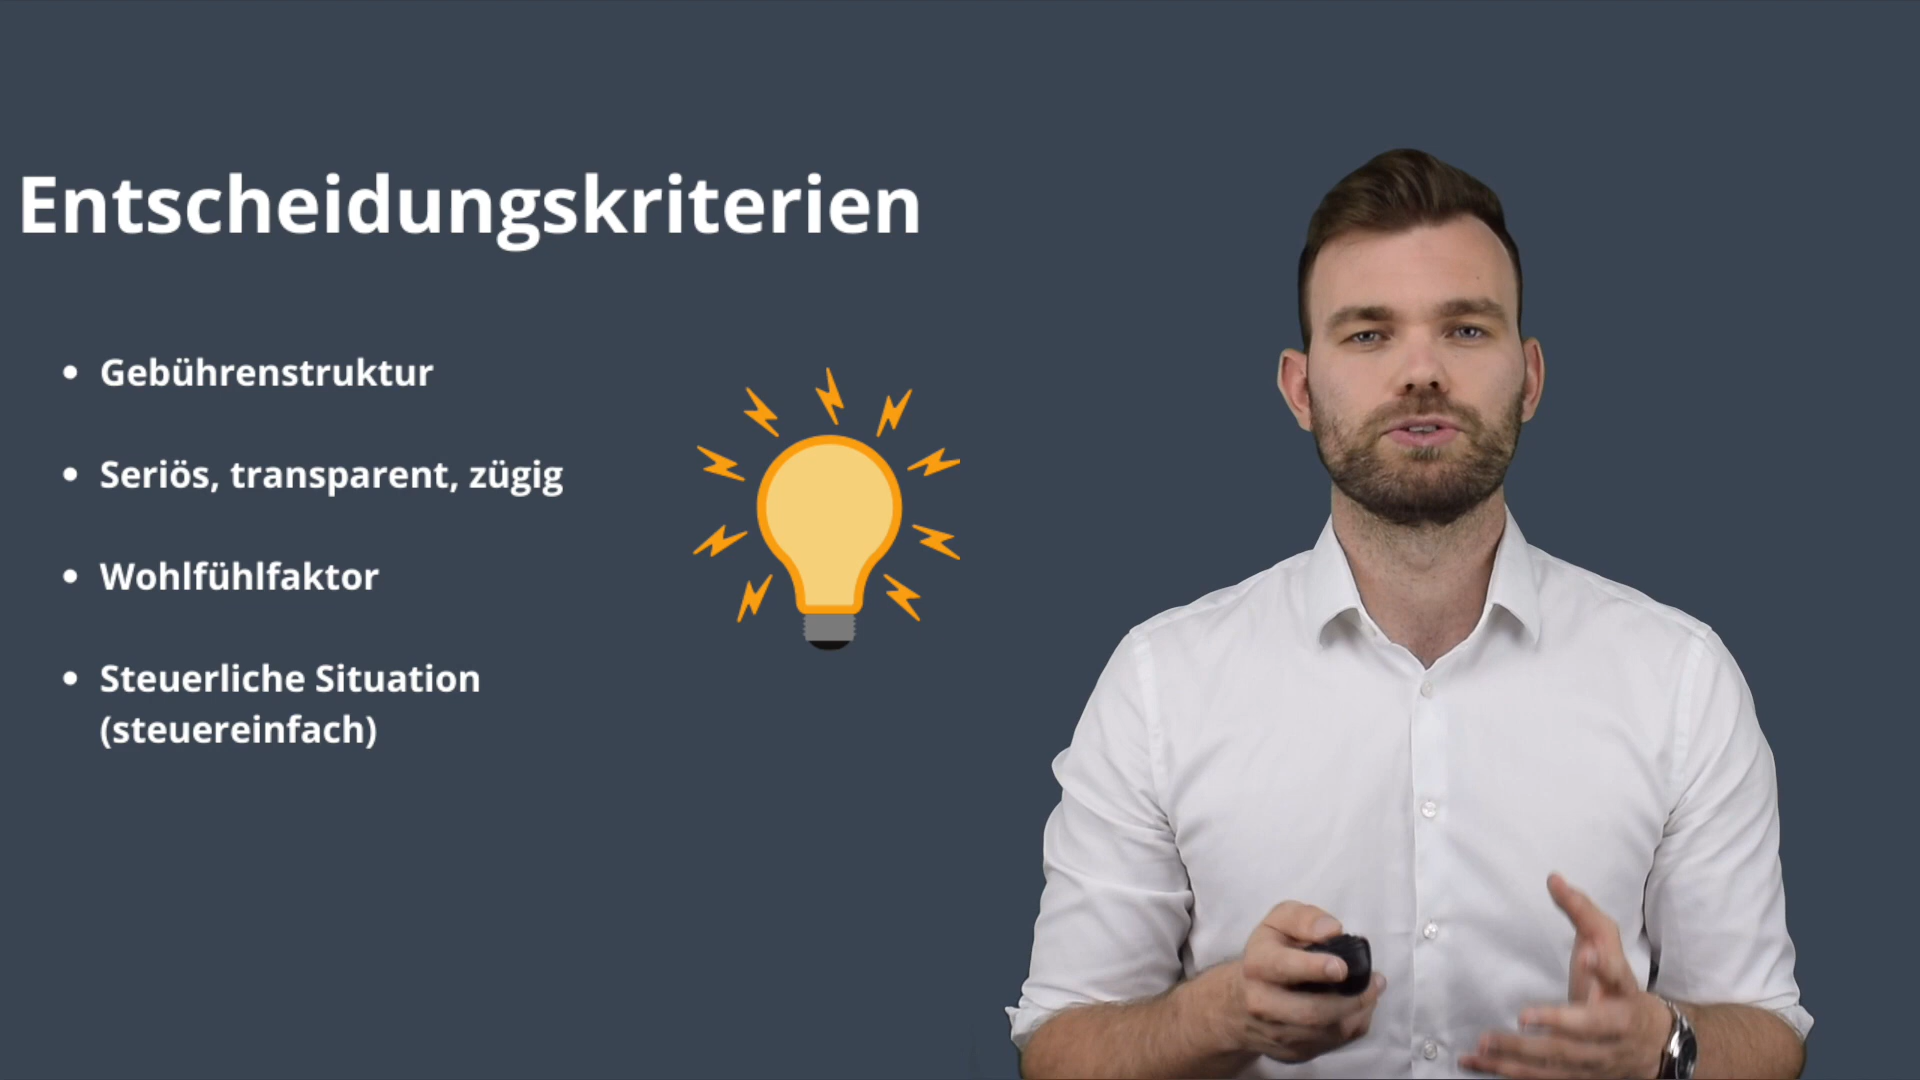 Entscheidungskriterien
• Gebührenstruktur
• Seriös, transparent, zügig
• Wohlfühlfaktor
• Steuerliche Situation
(steuereinfach)